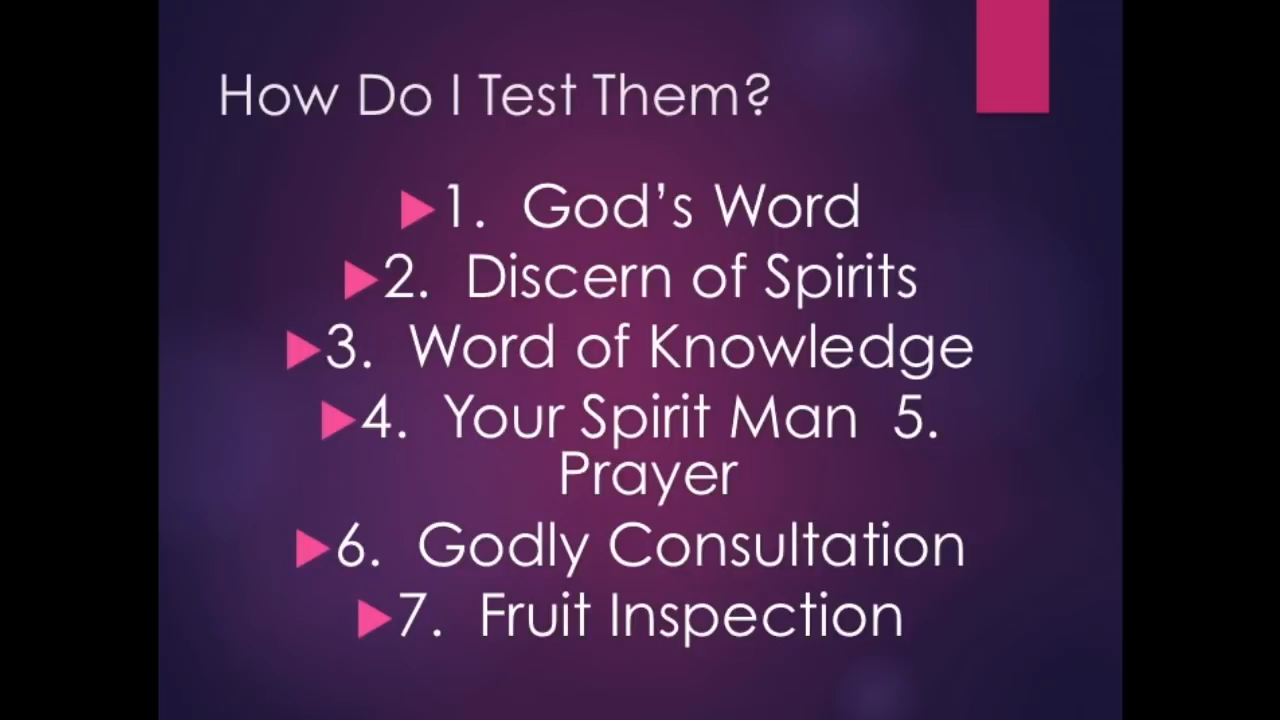 How Do I Test Them?
1. God's Word
2. Discern of Spirits
3. Word of Knowledge
4. Your Spirit Man 5.
Prayer
6. Godly Consultation
7. Fruit Inspection